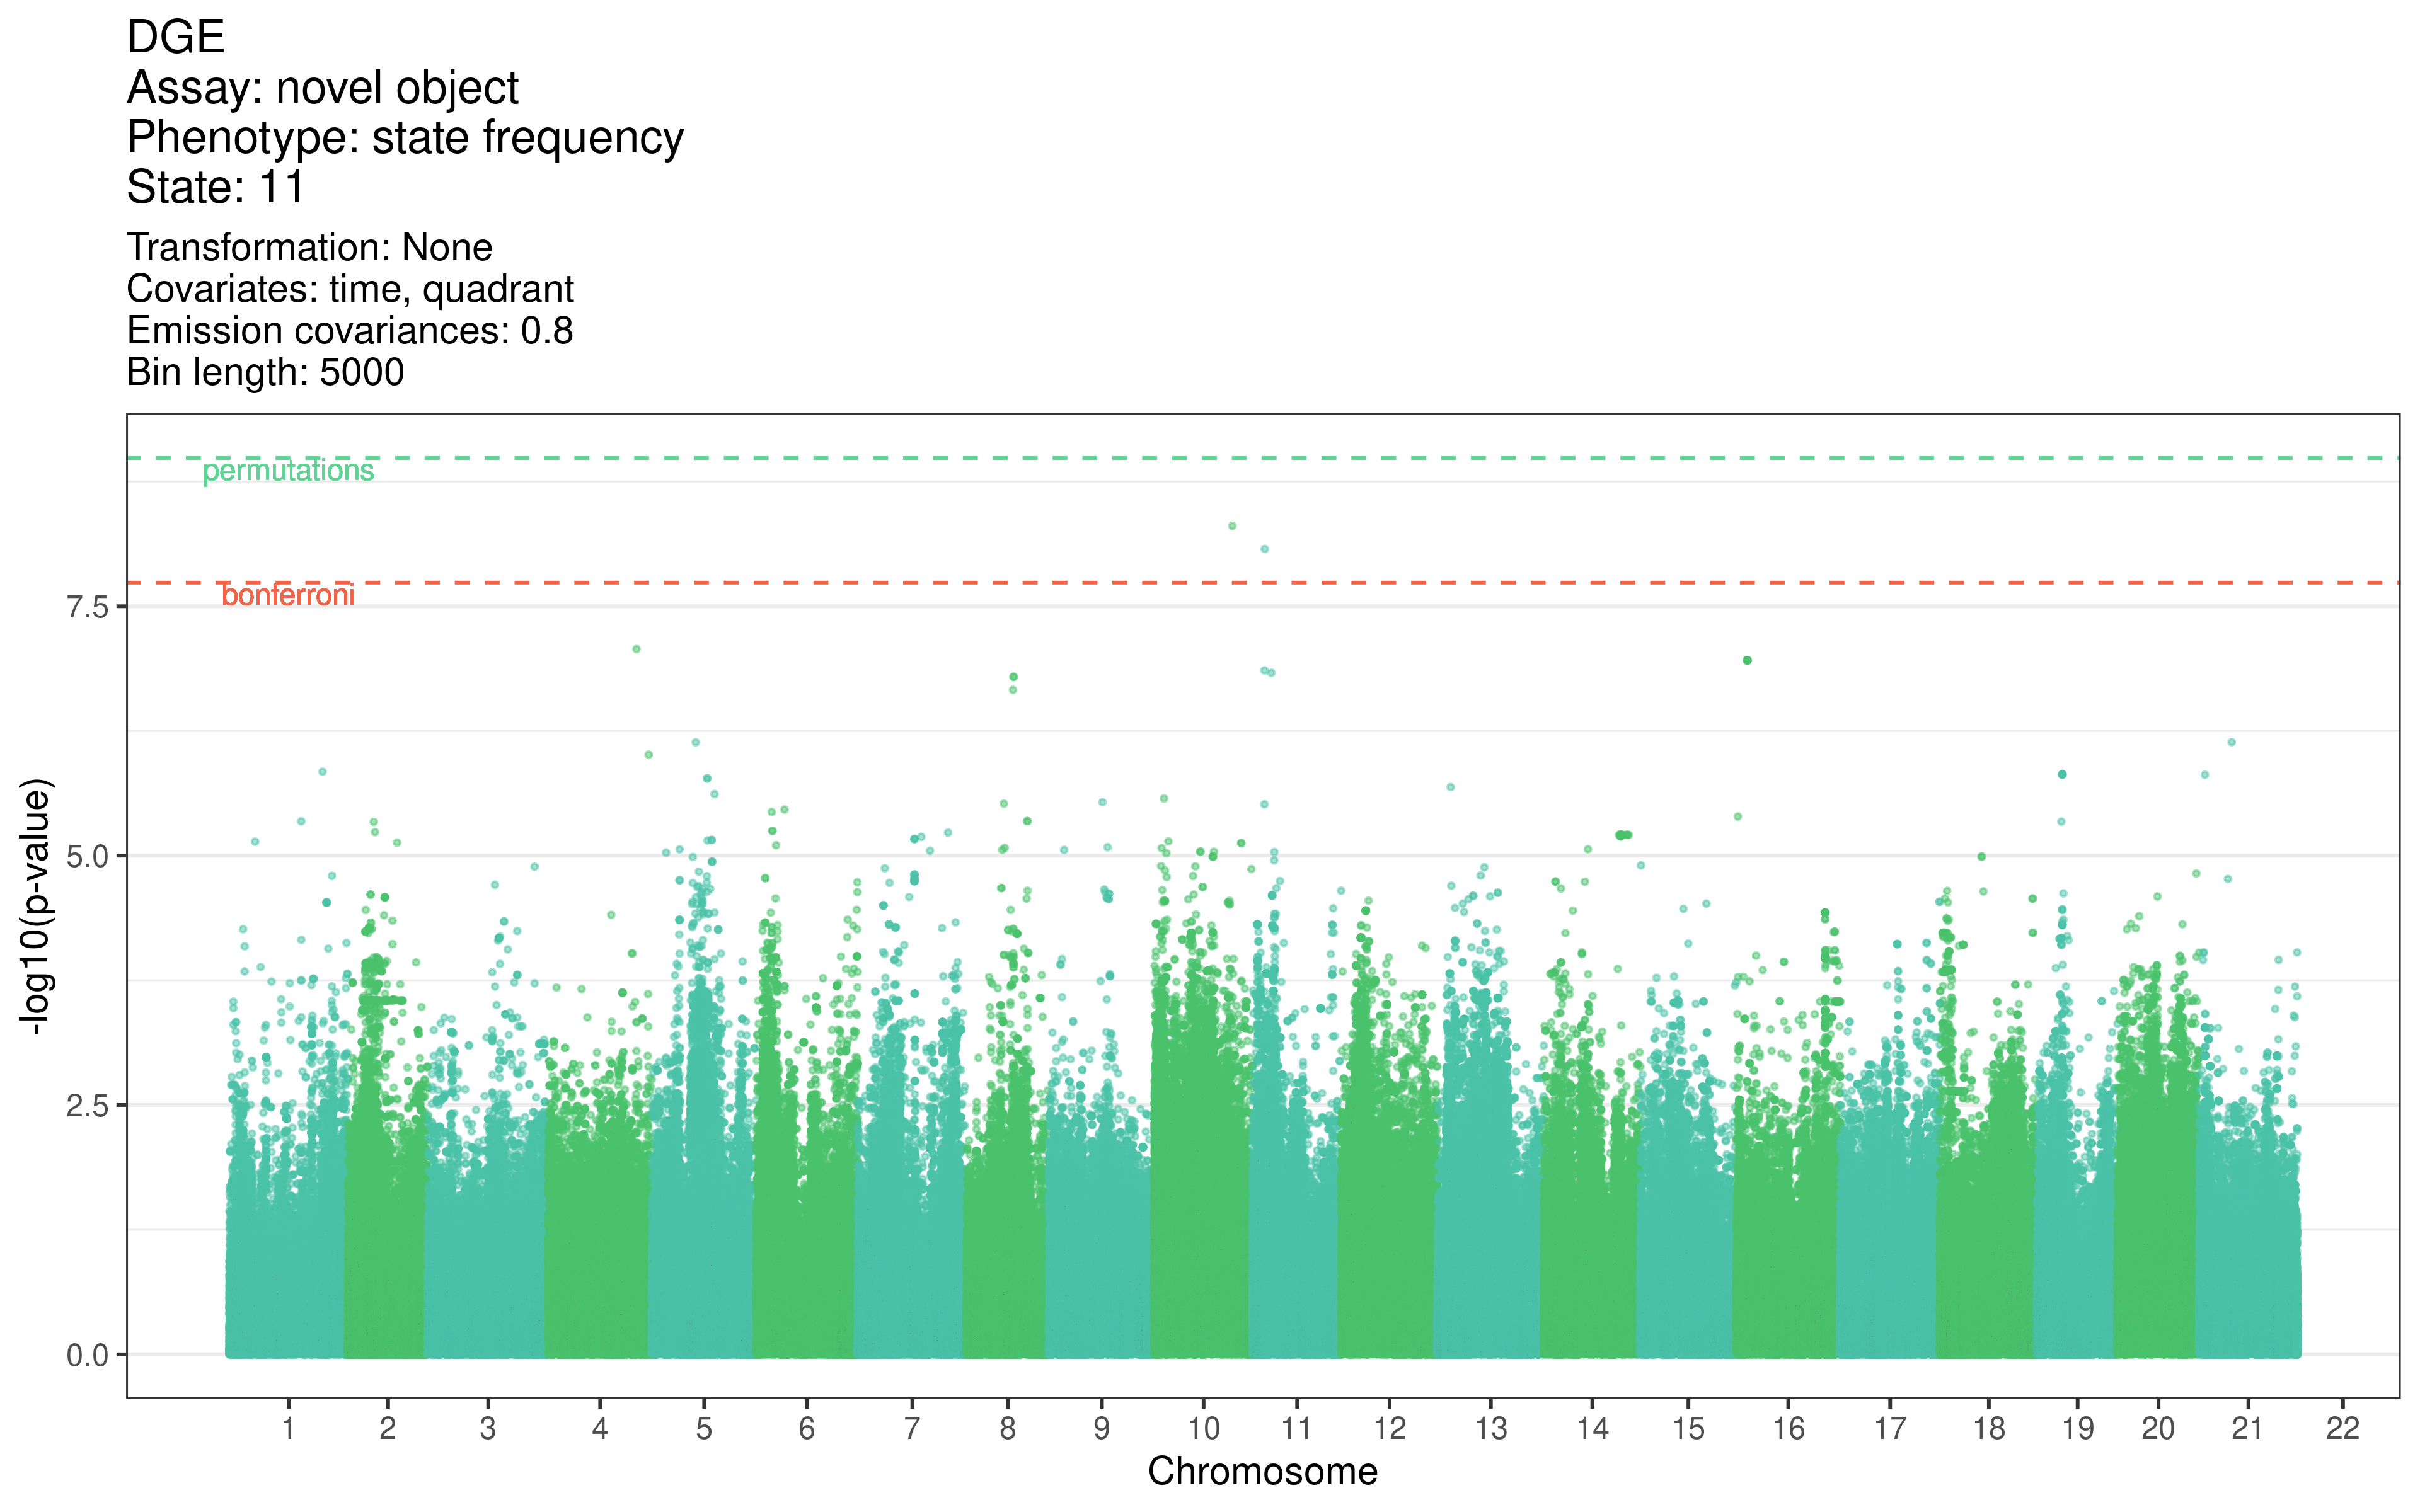 DGE
Assay: novel object
Phenotype: state frequency
State: 11
Transformation: None
Covariates: time, quadrant
Emission covariances: 0.8
Bin length: 5000
permutations
bonferroni
7.5
5.0
2.5
0.0
-log10(p-value)
1 2 3 4 5 6 7 8 9 10 11 12 13 14 15 16 17 18 19 20 21 22
Chromosome